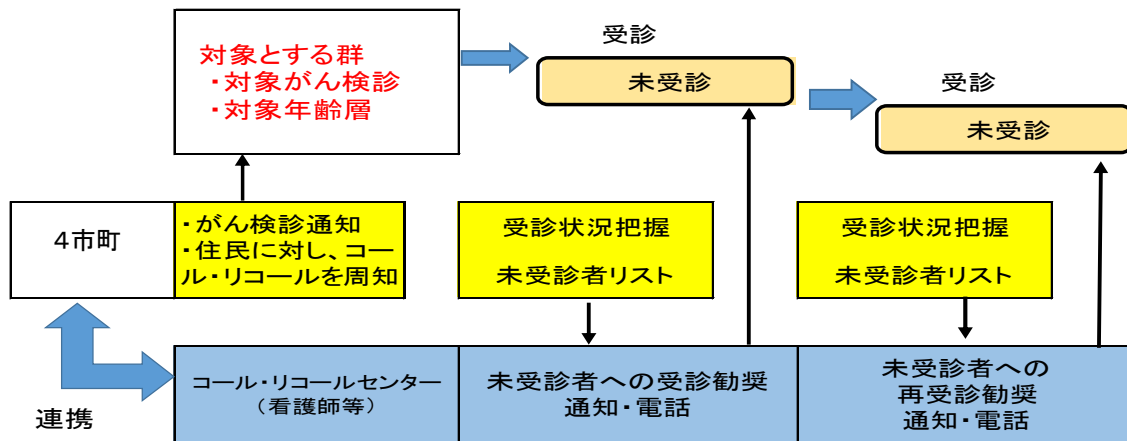 対象とする群
・対象がん検診
・対象年齢層
受診
未受診
受診
未受診
4市町
・がん検診通知
・住民に対し、コー
ル・リコールを周知
受診状況把握
未受診者リスト
受診状況把握
未受診者リスト
連携
コール・リコールセンター
（看護師等）
未受診者への受診勧奨
通知・電話
未受診者への
再受診勧奨
通知・電話